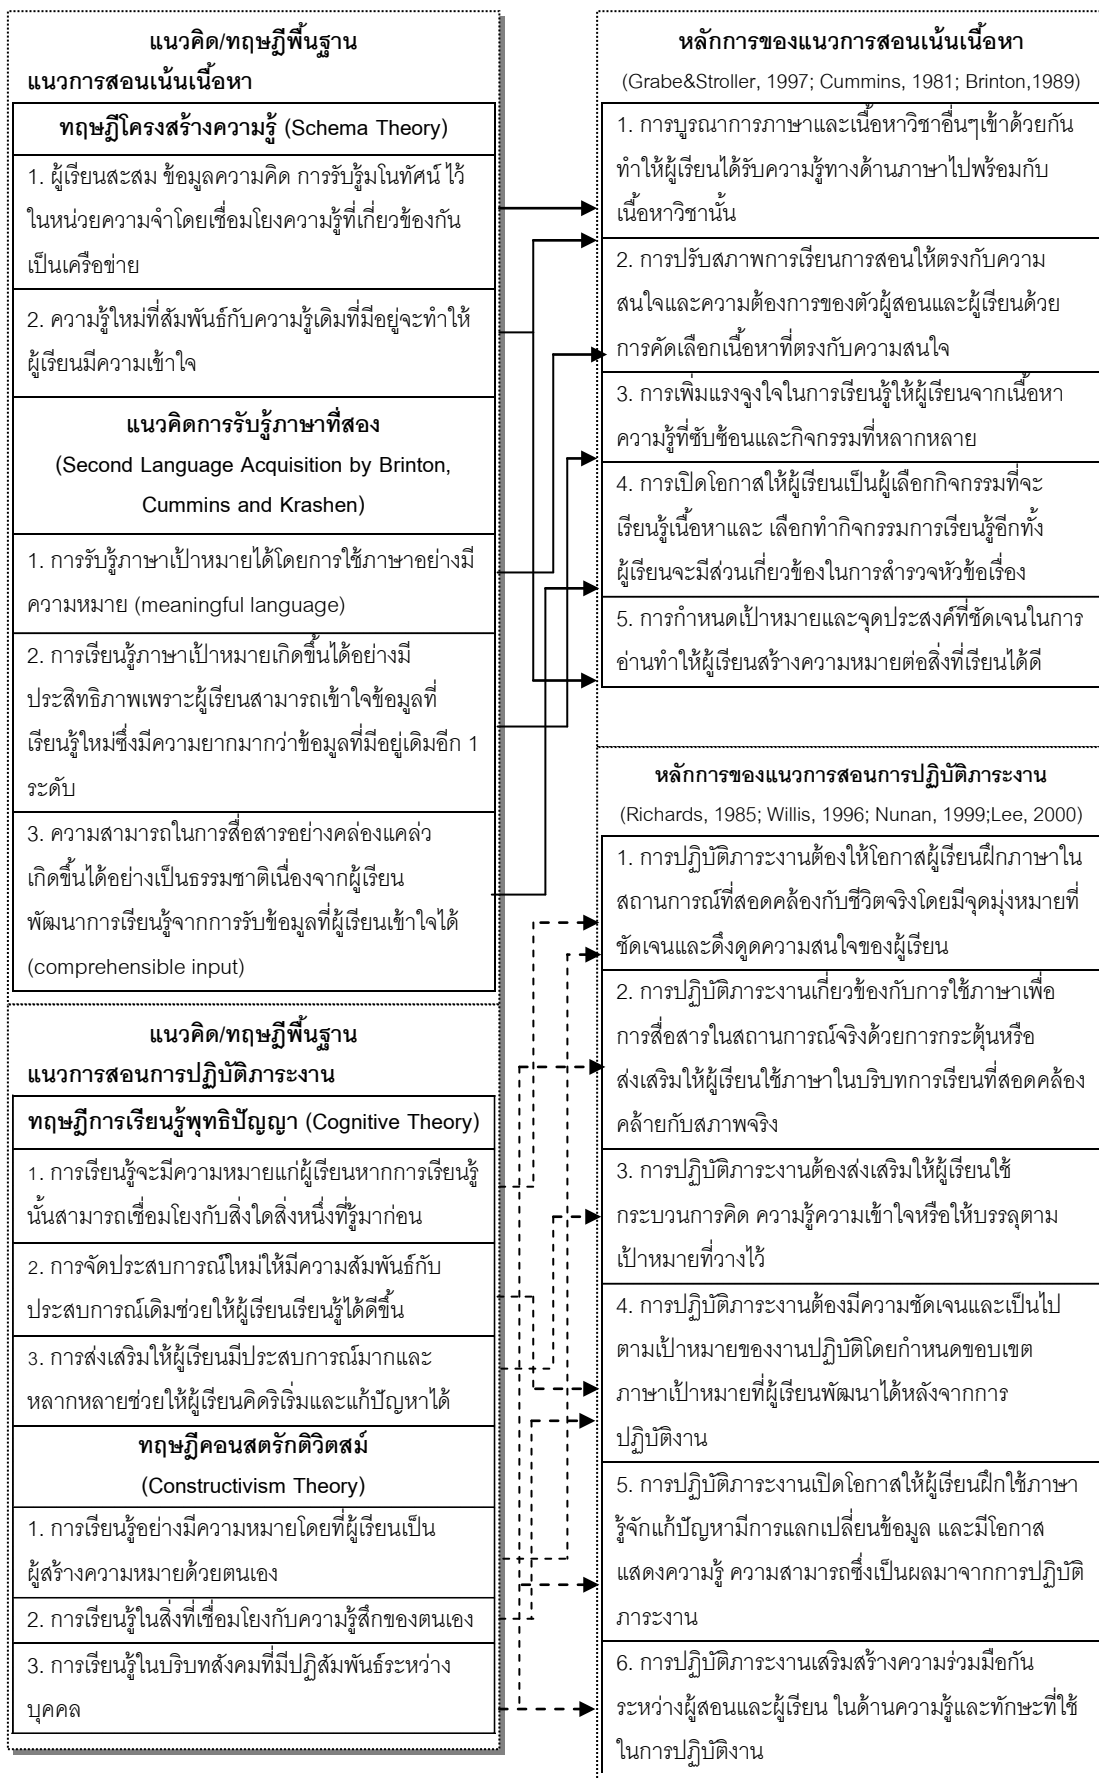 แนวคิด/ทฤษฎีพื้นฐาน
แนวการสอนเน้นเนื้อหา
ทฤษฎีโครงสร้างความรู้ (Schema Theory)
1. ผู้เรียนสะสม ข้อมูลความคิด การรับรู้มโนทัศน์ ไว้
ในหน่วยความจำโดยเชื่อมโยงความรู้ที่เกี่ยวข้องกัน
เป็นเครือข่าย
2. ความรู้ใหม่ที่สัมพันธ์กับความรู้เดิมที่มีอยู่จะทำให้
ผู้เรียนมีความเข้าใจ
แนวคิดการรับรู้ภาษาที่สอง
(Second Language Acquisition by Brinton,
Cummins and Krashen)
1. การรับรู้ภาษาเป้าหมายได้โดยการใช้ภาษาอย่างมี
ความหมาย (meaningful language)
2. การเรียนรู้ภาษาเป้าหมายเกิดขึ้นได้อย่างมี
ประสิทธิภาพเพราะผู้เรียนสามารถเข้าใจข้อมูลที่
เรียนรู้ใหม่ซึ่งมีความยากมากว่าข้อมูลที่มีอยู่เดิมอีก 1
ระดับ
3. ความสามารถในการสื่อสารอย่างคล่องแคล่ว
เกิดขึ้นได้อย่างเป็นธรรมชาติเนื่องจากผู้เรียน
พัฒนาการเรียนรู้จากการรับข้อมูลที่ผู้เรียนเข้าใจได้
(comprehensible input)
แนวคิด/ทฤษฎีพื้นฐาน
แนวการสอนการปฏิบัติภาระงาน
ทฤษฎีการเรียนรู้พุทธิปัญญา (Cognitive Theory)
1. การเรียนรู้จะมีความหมายแก่ผู้เรียนหากการเรียนรู้
นั้นสามารถเชื่อมโยงกับสิ่งใดสิ่งหนึ่งที่รู้มาก่อน
2. การจัดประสบการณ์ใหม่ให้มีความสัมพันธ์กับ
ประสบการณ์เดิมช่วยให้ผู้เรียนเรียนรู้ได้ดีขึ้น
3. การส่งเสริมให้ผู้เรียนมีประสบการณ์มากและ
หลากหลายช่วยให้ผู้เรียนคิดริเริ่มและแก้ปัญหาได้
ทฤษฎีคอนสตรักติวิตสม์
(Constructivism Theory)
1. การเรียนรู้อย่างมีความหมายโดยที่ผู้เรียนเป็น
ผู้สร้างความหมายด้วยตนเอง
2. การเรียนรู้ในสิ่งที่เชื่อมโยงกับความรู้สึกของตนเอง
3. การเรียนรู้ในบริบทสังคมที่มีปฏิสัมพันธ์ระหว่าง
บุคคล
หลักการของแนวการสอนเน้นเนื้อหา
(Grabe&Stroller, 1997; Cummins, 1981; Brinton,1989)
1. การบูรณาการภาษาและเนื้อหาวิชาอื่นๆเข้าด้วยกัน
ทำให้ผู้เรียนได้รับความรู้ทางด้านภาษาไปพร้อมกับ
เนื้อหาวิชานั้น
2. การปรับสภาพการเรียนการสอนให้ตรงกับความ
สนใจและความต้องการของตัวผู้สอนและผู้เรียนด้วย
การคัดเลือกเนื้อหาที่ตรงกับความสนใจ
3. การเพิ่มแรงจูงใจในการเรียนรู้ให้ผู้เรียนจากเนื้อหา
ความรู้ที่ซับซ้อนและกิจกรรมที่หลากหลาย
4. การเปิดโอกาสให้ผู้เรียนเป็นผู้เลือกกิจกรรมที่จะ
เรียนรู้เนื้อหาและ เลือกทำกิจกรรมการเรียนรู้อีกทั้ง
ผู้เรียนจะมีส่วนเกี่ยวข้องในการสำรวจหัวข้อเรื่อง
5. การกำหนดเป้าหมายและจุดประสงค์ที่ชัดเจนในการ
อ่านทำให้ผู้เรียนสร้างความหมายต่อสิ่งที่เรียนได้ดี
หลักการของแนวการสอนการปฏิบัติภาระงาน
(Richards, 1985; Willis, 1996; Nunan, 1999;Lee, 2000)
1. การปฏิบัติภาระงานต้องให้โอกาสผู้เรียนฝึกภาษาใน
สถานการณ์ที่สอดคล้องกับชีวิตจริงโดยมีจุดมุ่งหมายที่
ชัดเจนและดึงดูดความสนใจของผู้เรียน
2. การปฏิบัติภาระงานเกี่ยวข้องกับการใช้ภาษาเพื่อ
การสื่อสารในสถานการณ์จริงด้วยการกระตุ้นหรือ
ส่งเสริมให้ผู้เรียนใช้ภาษาในบริบทการเรียนที่สอดคล้อง
คล้ายกับสภาพจริง
3. การปฏิบัติภาระงานต้องส่งเสริมให้ผู้เรียนใช้
กระบวนการคิด ความรู้ความเข้าใจหรือให้บรรลุตาม
เป้าหมายที่วางไว้
4. การปฏิบัติภาระงานต้องมีความชัดเจนและเป็นไป
ตามเป้าหมายของงานปฏิบัติโดยกำหนดขอบเขต
ภาษาเป้าหมายที่ผู้เรียนพัฒนาได้หลังจากการ
ปฏิบัติงาน
5. การปฏิบัติภาระงานเปิดโอกาสให้ผู้เรียนฝึกใช้ภาษา
รู้จักแก้ปัญหามีการแลกเปลี่ยนข้อมูล และมีโอกาส
แสดงความรู้ ความสามารถซึ่งเป็นผลมาจากการปฏิบัติ
ภาระงาน
6. การปฏิบัติภาระงานเสริมสร้างความร่วมมือกัน
ระหว่างผู้สอนและผู้เรียน ในด้านความรู้และทักษะที่ใช้
ในการปฏิบัติงาน